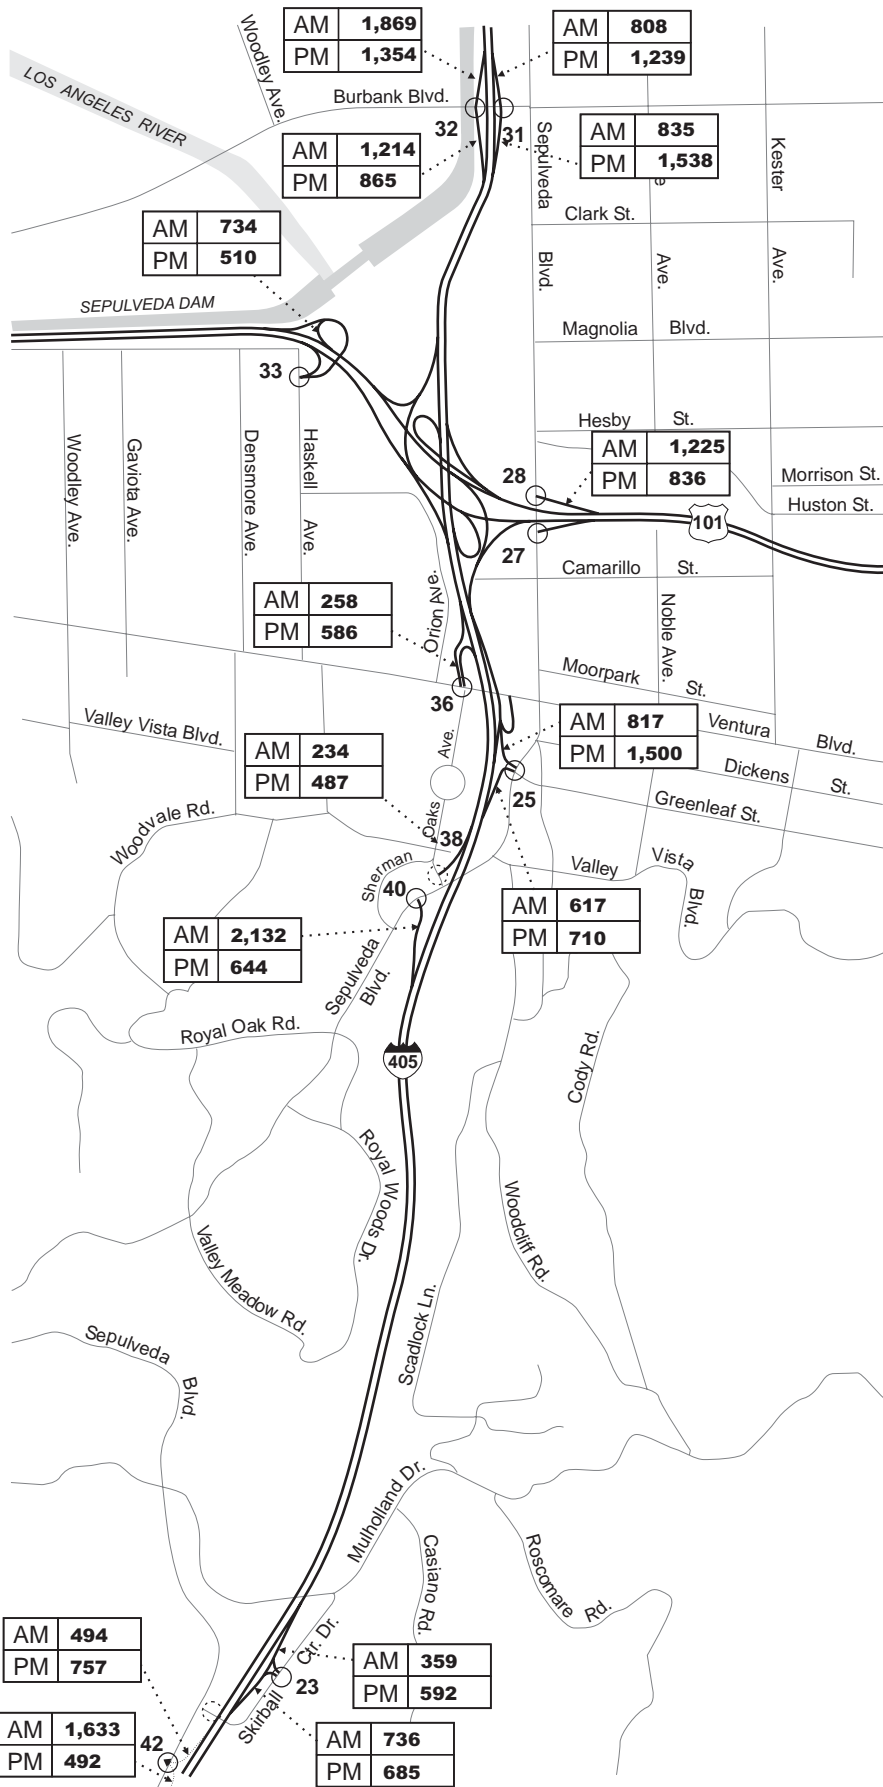 Woodley Ave.
AM 1,869
PM 1,354
AM 808
PM 1,239
LOS ANGELES RIVER
Burbank Blvd.
32
31
AM 1,214
PM 865
AM 835
PM 1,538
Sepulveda
Blvd.
Kester
Ave.
e
Ave.
Clark St.
AM 734
PM 510
SEPULVEDA DAM
Magnolia Blvd.
33
Hesby St.
AM 1,225
PM 836
28
Morrison St.
Huston St.
101
27
Woodley Ave.
Gaviota Ave.
Densmore Ave.
Haskell
Ave.
Orion Ave.
Camarillo St.
AM 258
PM 586
Noble Ave.
Moorpark St.
36
Valley Vista Blvd.
AM 234
PM 487
AM 817
PM 1,500
Ventura Blvd.
Dickens St.
25
Greenleaf St.
Oaks
Ave.
Woodvale Rd.
38
Sherman
Valley Vista Blvd.
40
AM 617
PM 710
AM 2,132
PM 644
Sepulveda
Blvd.
Royal Oak Rd.
405
Cody Rd.
Royal Woods Dr.
Woodcliff Rd.
Valley Meadow Rd.
Scadlock Ln.
Sepulveda
Blvd.
Mulholland Dr.
Casiano Rd.
Roscomare Rd.
AM 494
PM 757
Skirball Ctr. Dr.
23
AM 359
PM 592
AM 1,633
PM 492
42
AM 736
PM 685